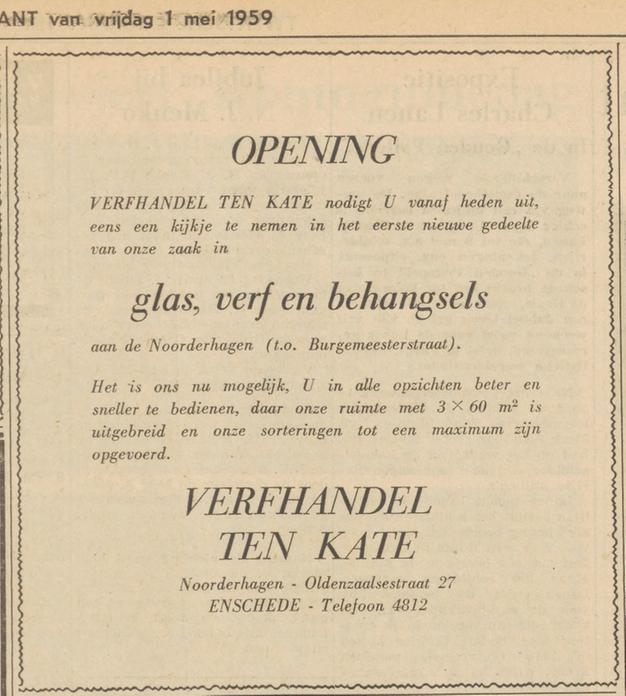 ANT van vrijdag 1 mei 1959
OPENING
VERFHANDEL TEN KATE nodigt U vanaf heden uit,
eens een kijkje te nemen in het eerste nieuwe gedeelte
van onze zaak in
glas, verf en behangsels
aan de Noorderhagen (t.o. Burgemeesterstraat).
Het is ons nu mogelijk, U in alle opzichten beter en
sneller te bedienen, daar onze ruimte met 3 × 60 m² is
uitgebreid en onze sorteringen tot een maximum zijn
opgevoerd.
VERFHANDEL
TEN KATE
Noorderhagen - Oldenzaalsestraat 27
ENSCHEDE - Telefoon 4812